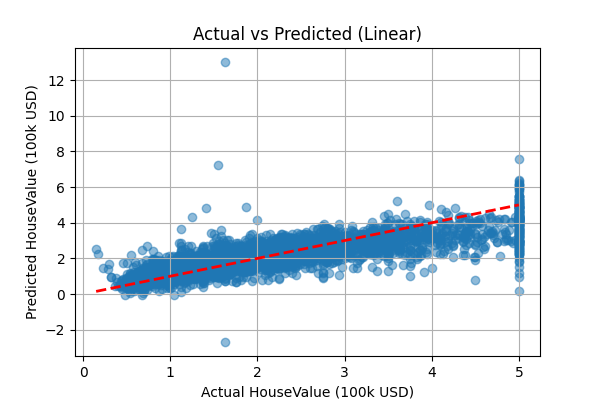 Actual vs Predicted (Linear)
Predicted HouseValue (100k USD)
12
10
8
6
4
2
0
−2
0 1 2 3 4 5
Actual HouseValue (100k USD)